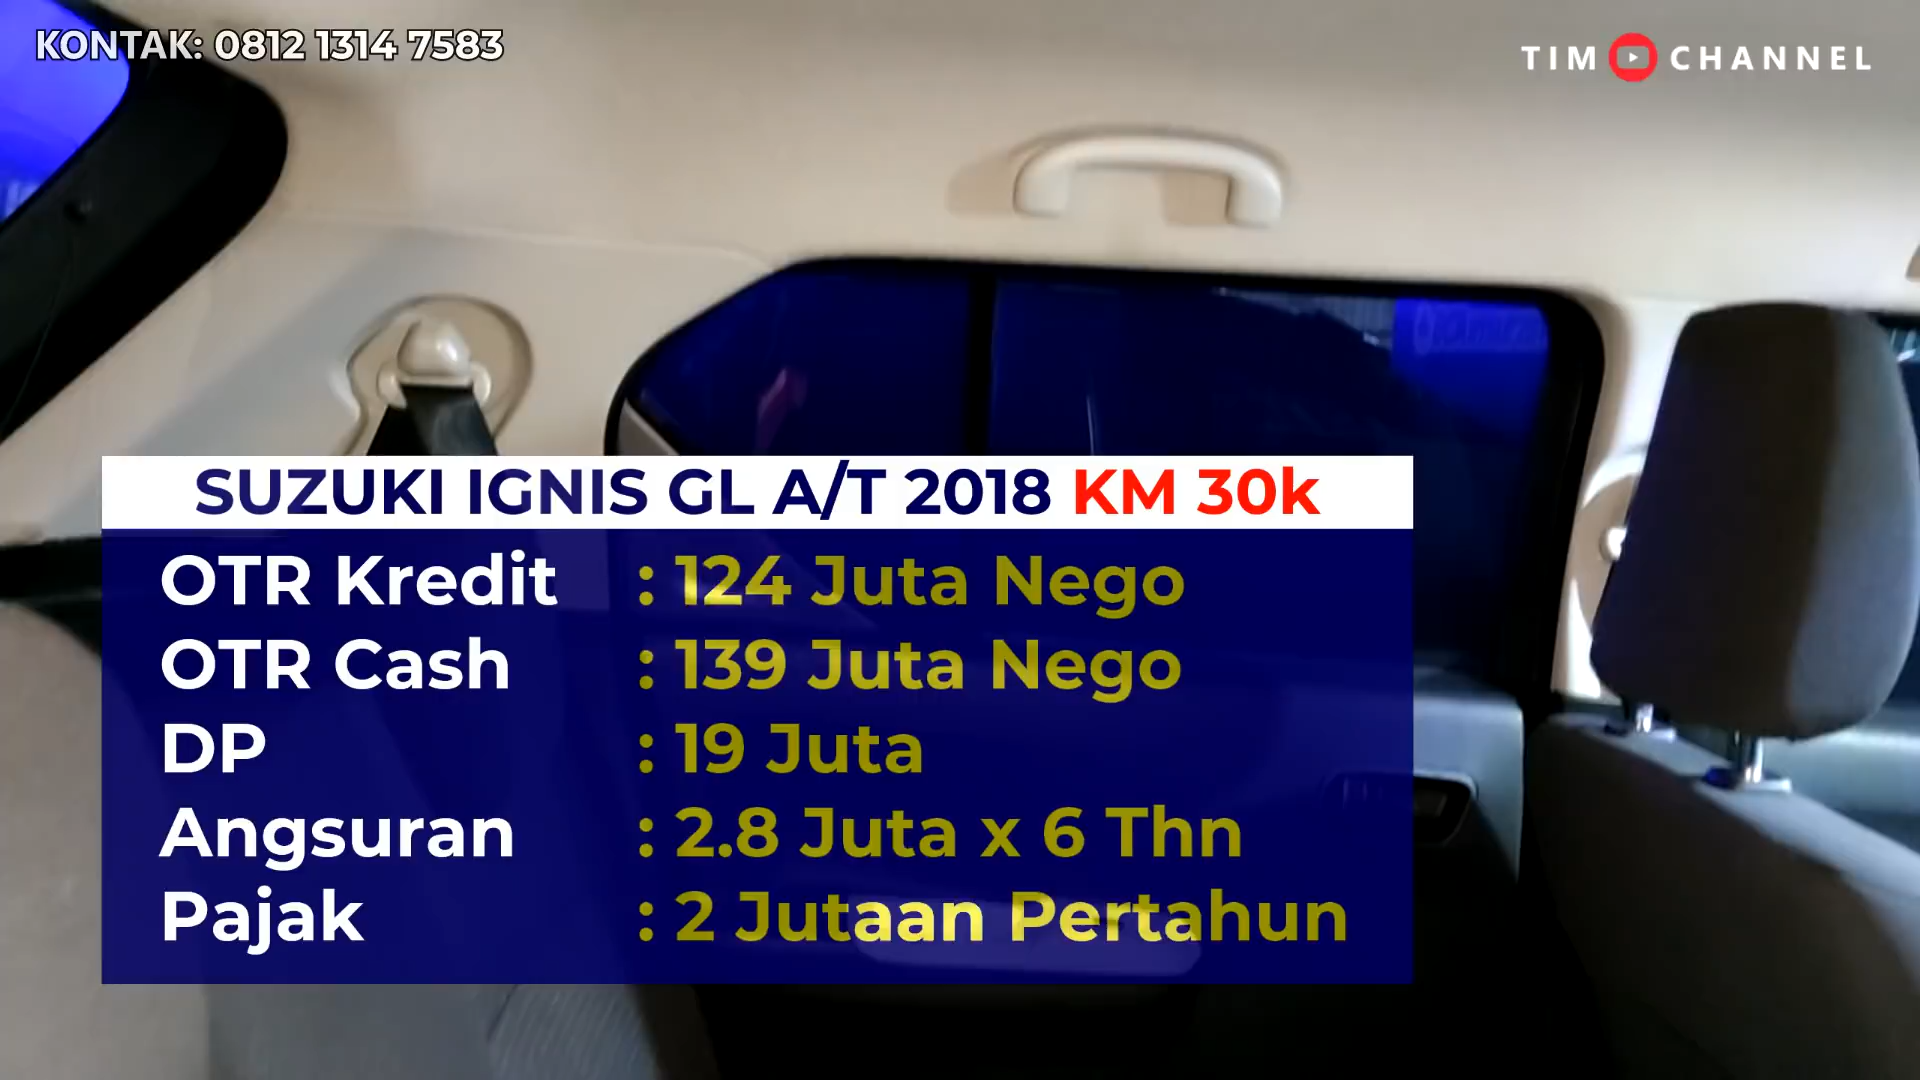 KONTAK: 0812 1314 7583
TIM CHANNEL
SUZUKI IGNIS GL A/T 2018 KM 30k
OTR Kredit : 124 Juta Nego
OTR Cash : 139 Juta Nego
DP : 19 Juta
Angsuran : 2.8 Juta x 6 Thn
Pajak : 2 Jutaan Pertahun